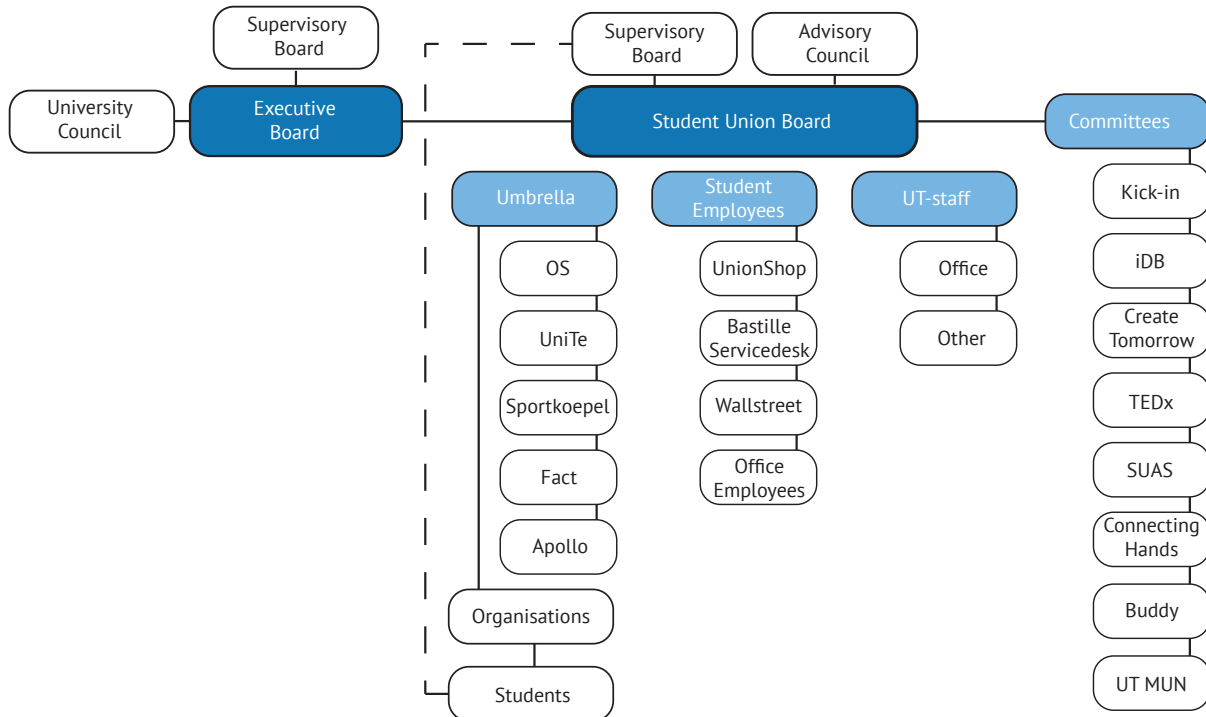 Supervisory
Board
Supervisory
Board
Advisory
Council
University
Council
Executive
Board
Student Union Board
Committees
Umbrella
Student
Employees
UT-staff
OS
UniTe
Sportkoepel
Fact
Apollo
Organisations
Students
UnionShop
Bastille
Servicedesk
Wallstreet
Office
Employees
Office
Other
Kick-in
iDB
Create
Tomorrow
TEDx
SUAS
Connecting
Hands
Buddy
UT MUN